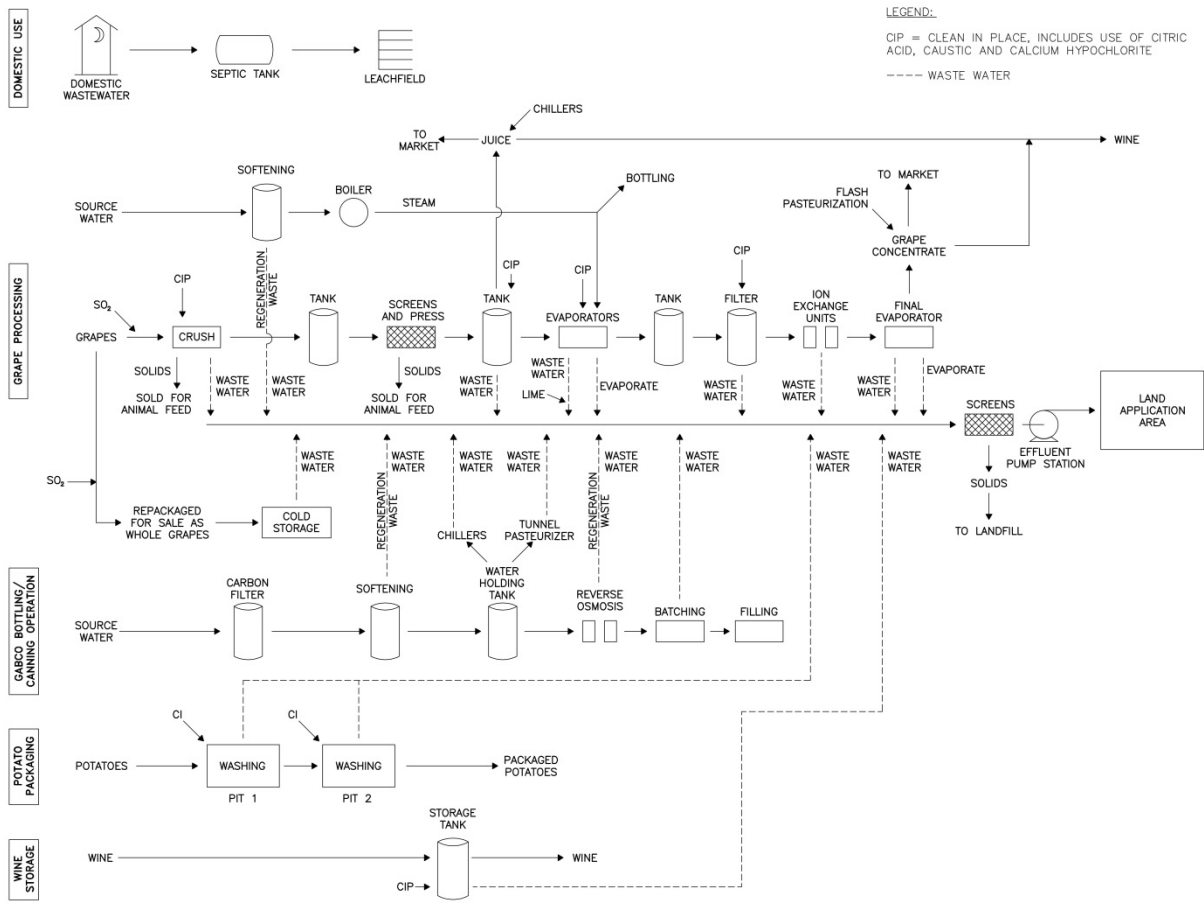 DOMESTIC USE
DOMESTIC
WASTEWATER
SEPTIC TANK
LEACHFIELD
LEGEND:
CIP = CLEAN IN PLACE, INCLUDES USE OF CITRIC
ACID, CAUSTIC AND CALCIUM HYPOCHLORITE
---- WASTE WATER
GRAPE PROCESSING
CHILLERS
TO
MARKET
JUICE
WINE
SOFTENING
BOILER
BOTTLING
TO MARKET
FLASH
PASTEURIZATION
SOURCE
WATER
STEAM
GRAPE
CONCENTRATE
REGENERATION
WASTE
CIP
CIP
CIP
CIP
SO₂
TANK
SCREENS
AND PRESS
TANK
EVAPORATORS
TANK
FILTER
ION
EXCHANGE
UNITS
FINAL
EVAPORATOR
GRAPES
CRUSH
SOLIDS
SOLD FOR
ANIMAL FEED
WASTE
WATER
WASTE
WATER
SOLIDS
SOLD FOR
ANIMAL FEED
WASTE
WATER
WASTE
WATER
LIME
EVAPORATE
WASTE
WATER
WASTE
WATER
WASTE
WATER
EVAPORATE
SCREENS
LAND
APPLICATION
AREA
EFFLUENT
PUMP STATION
SOLIDS
TO LANDFILL
WASTE
WATER
WASTE
WATER
WASTE
WATER
WASTE
WATER
WASTE
WATER
WASTE
WATER
WASTE
WATER
WASTE
WATER
SO₂
REPACKAGED
FOR SALE AS
WHOLE GRAPES
COLD
STORAGE
REGENERATION
WASTE
CHILLERS
TUNNEL
PASTEURIZER
REGENERATION
WASTE
GABCO BOTTLING/
CANNING OPERATION
SOURCE
WATER
CARBON
FILTER
SOFTENING
WATER
HOLDING
TANK
REVERSE
OSMOSIS
BATCHING
FILLING
POTATO
PACKAGING
CI
CI
POTATOES
WASHING
WASHING
PACKAGED
POTATOES
PIT 1
PIT 2
WINE
STORAGE
STORAGE
TANK
WINE
WINE
CIP